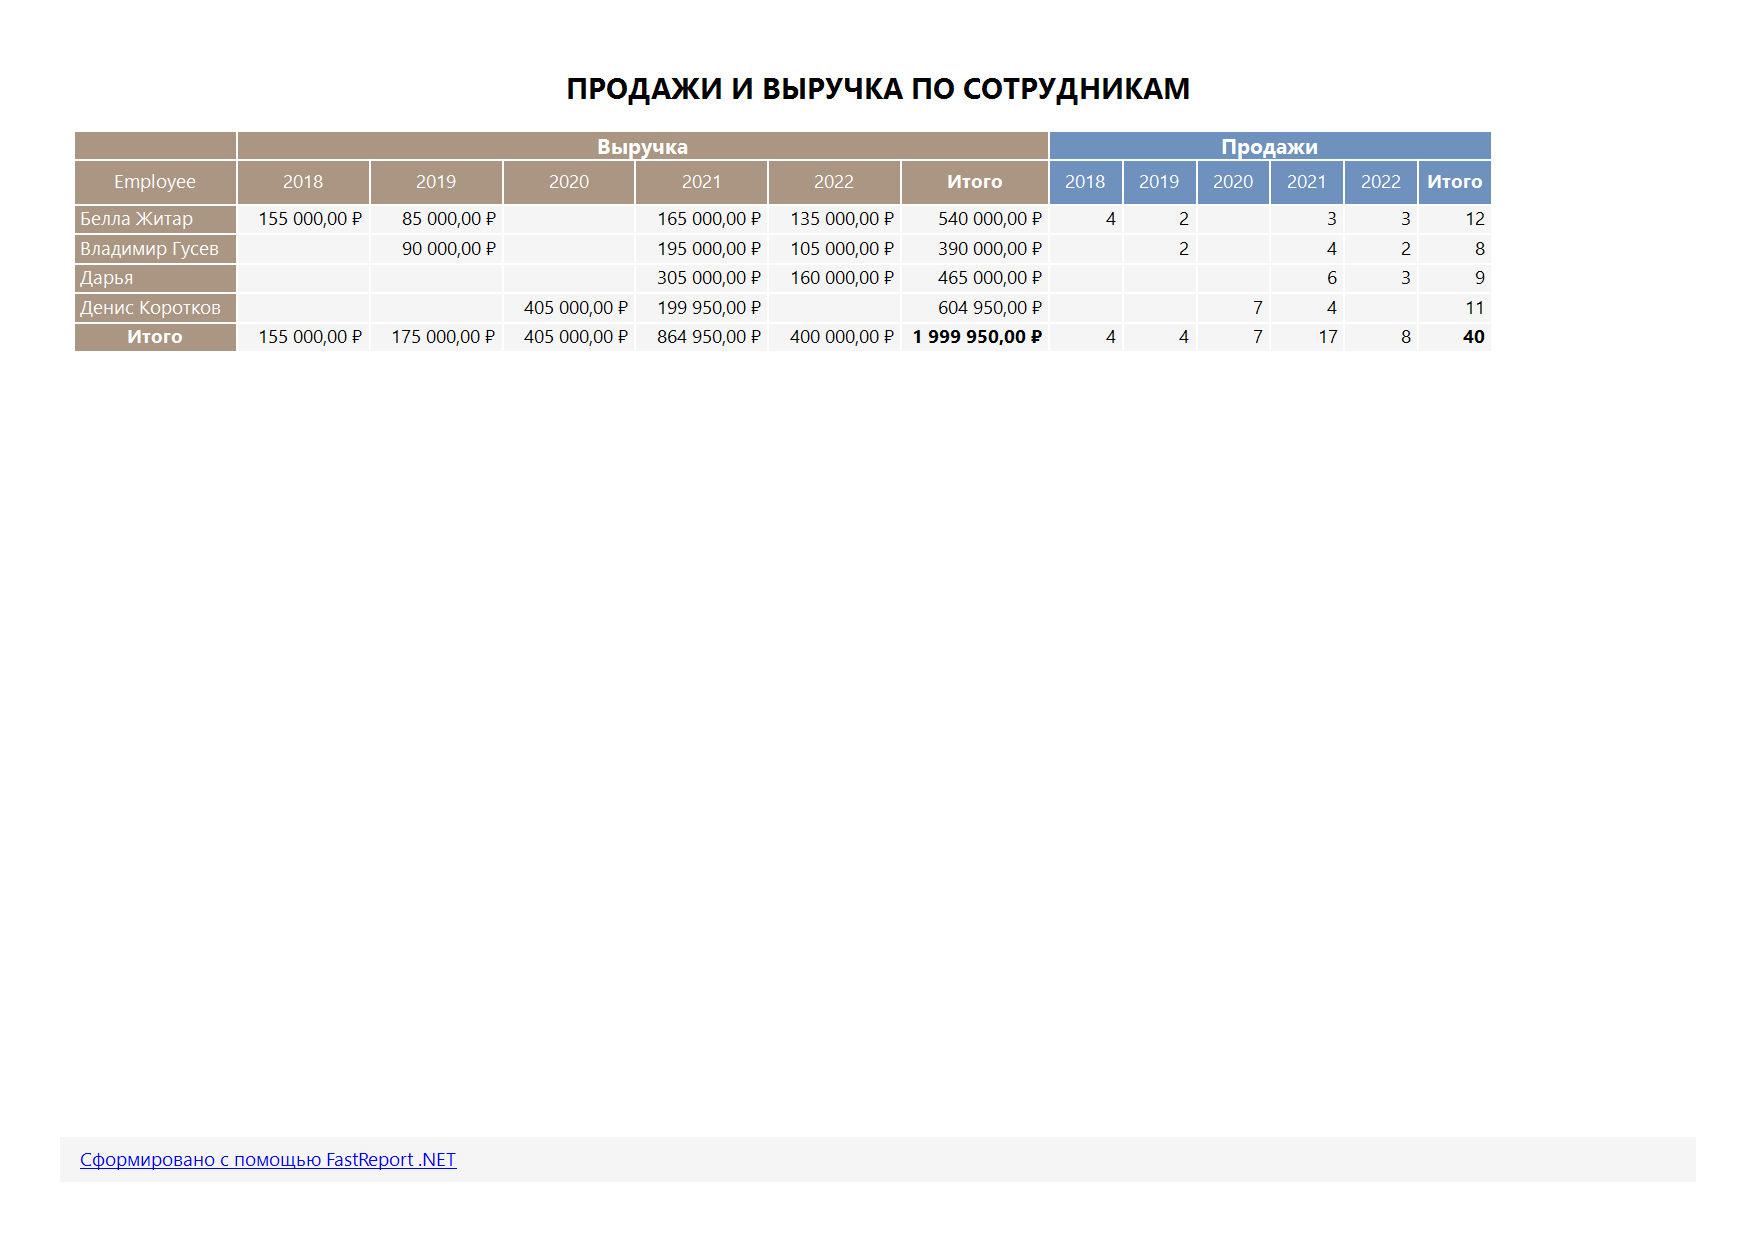 ПРОДАЖИ И ВЫРУЧКА ПО СОТРУДНИКАМ
Выручка Продажи
Employee 2018 2019 2020 2021 2022 Итого 2018 2019 2020 2021 2022 Итого
Белла Житар 155 000,00 ₽ 85 000,00 ₽ 165 000,00 ₽ 135 000,00 ₽ 540 000,00 ₽ 4 2 3 3 12
Владимир Гусев 90 000,00 ₽ 195 000,00 ₽ 105 000,00 ₽ 390 000,00 ₽ 2 4 2 8
Дарья 305 000,00 ₽ 160 000,00 ₽ 465 000,00 ₽ 6 3 9
Денис Коротков 405 000,00 ₽ 199 950,00 ₽ 604 950,00 ₽ 7 4 11
Итого 155 000,00 ₽ 175 000,00 ₽ 405 000,00 ₽ 864 950,00 ₽ 400 000,00 ₽ 1 999 950,00 ₽ 4 4 7 17 8 40
Сформировано с помощью FastReport .NET